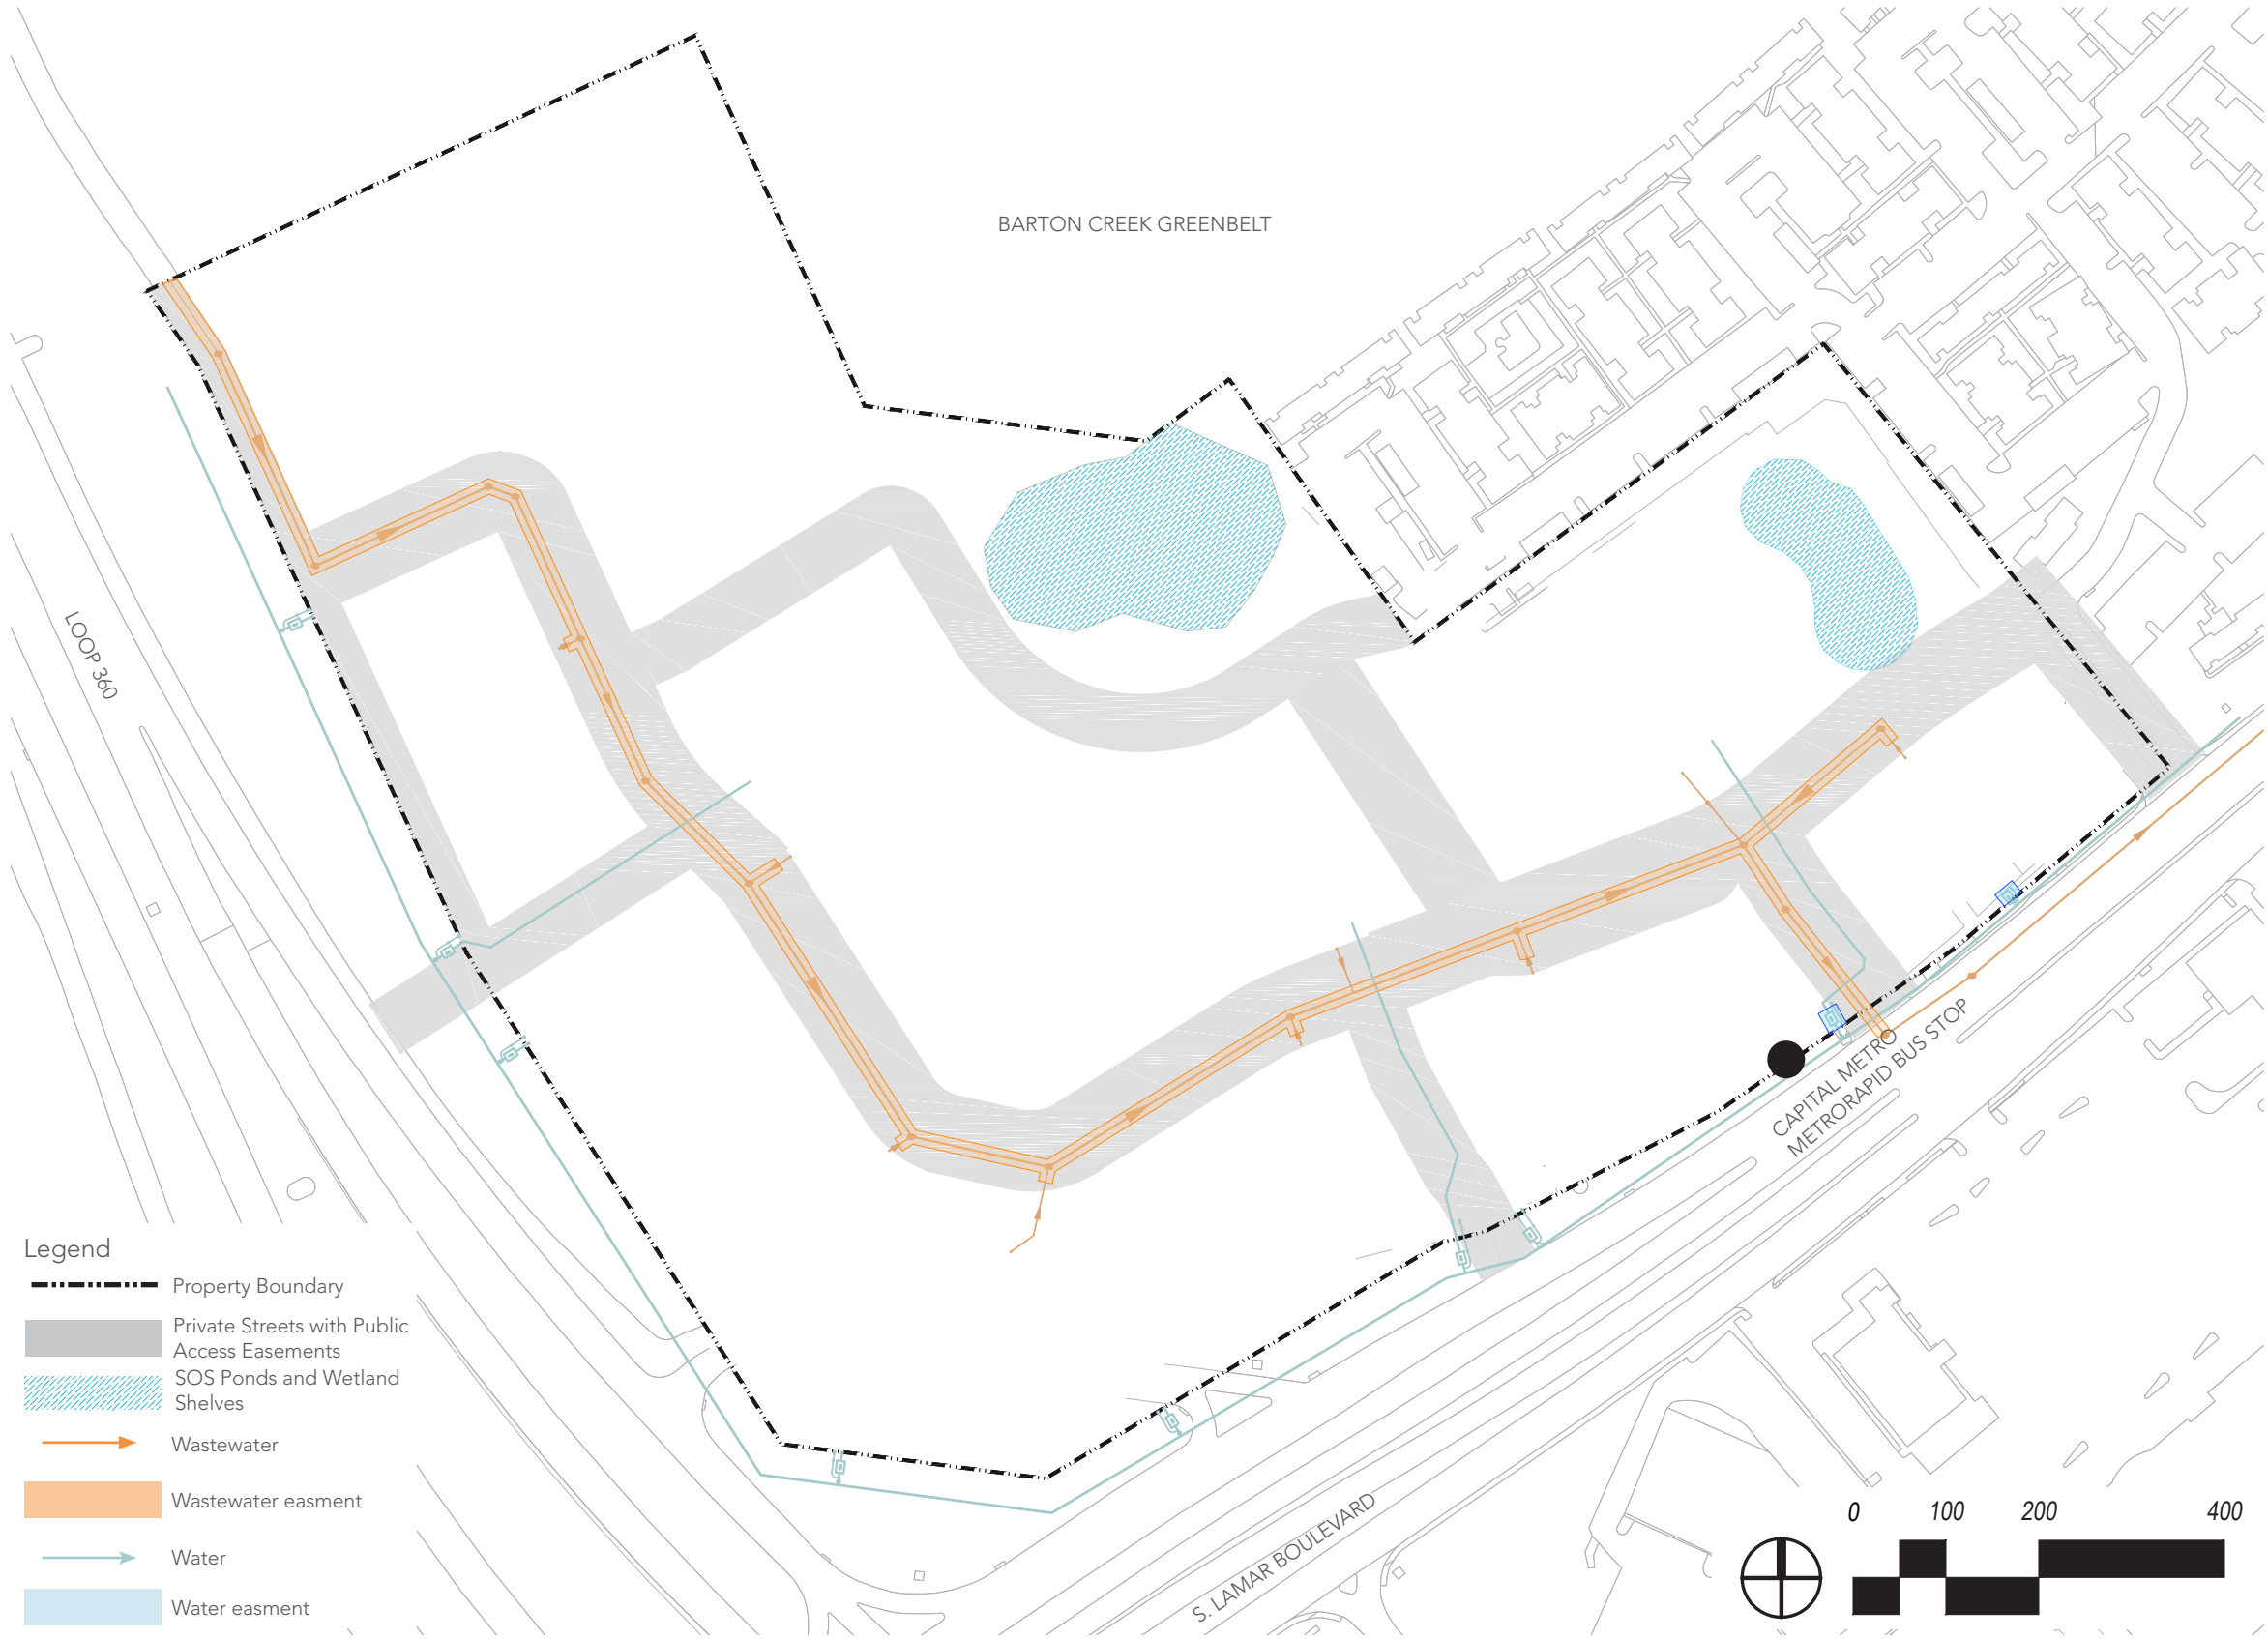 BARTON CREEK GREENBELT
LOOP 360
CAPITAL METRO
METRORAPID BUS STOP
S. LAMAR BOULEVARD
Legend
Property Boundary
Private Streets with Public
Access Easements
SOS Ponds and Wetland
Shelves
Wastewater
Wastewater easment
Water
Water easment
0 100 200 400